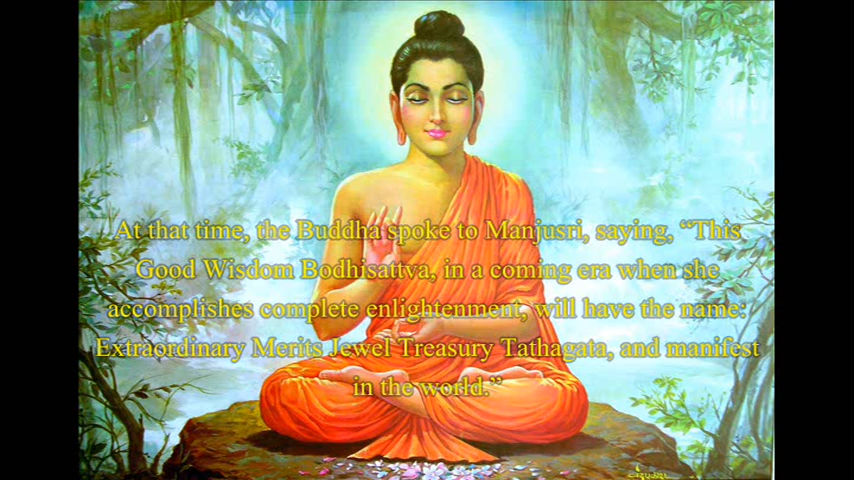 At that time, the Buddha spoke to Manjusri, saying, “This
Good Wisdom Bodhisattva, in a coming era when she
accomplishes complete enlightenment, will have the name:
Extraordinary Merits Jewel Treasury Tathagata, and manifest
in the world.”